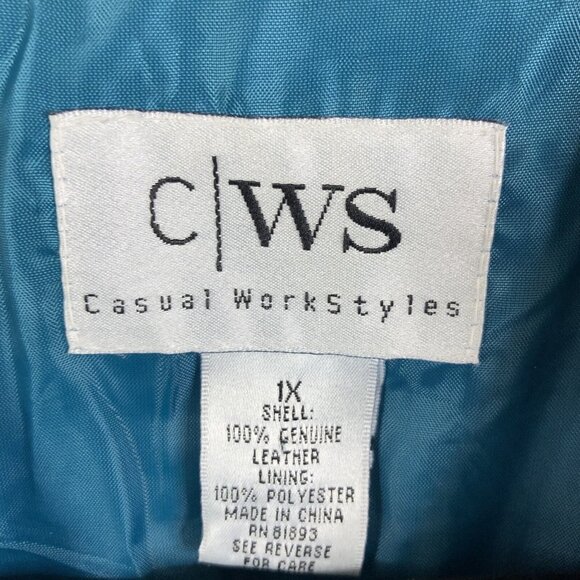 C|WS
Casual WorkStyles
1X
SHELL:
100% GENUINE
LEATHER
LINING:
100% POLYESTER
MADE IN CHINA
RN 81893
SEE REVERSE
FOR CARE